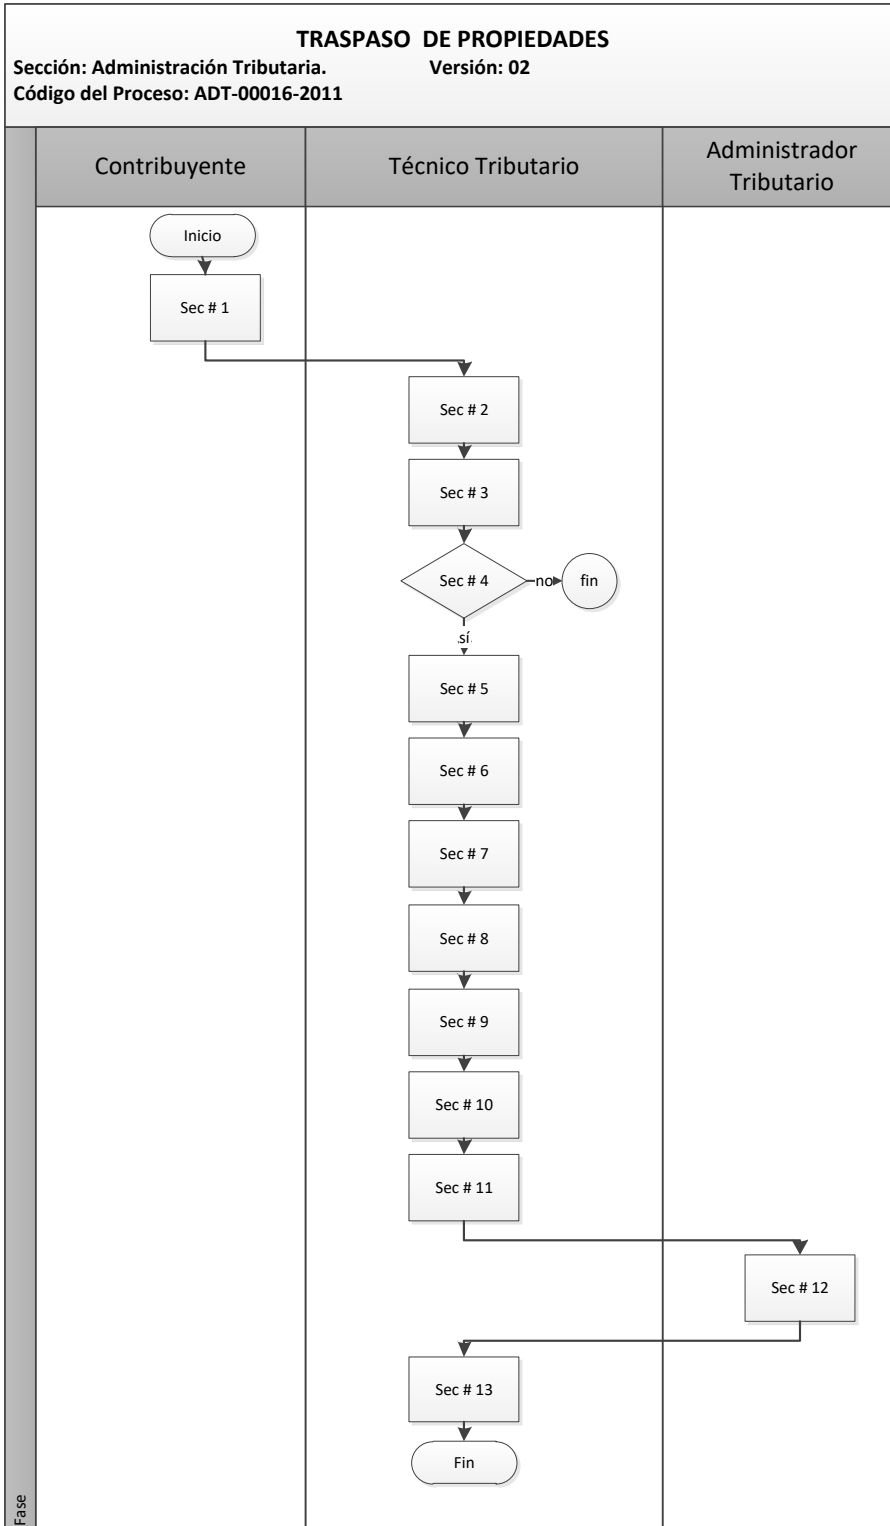 TRASPASO DE PROPIEDADES
Sección: Administración Tributaria. Versión: 02
Código del Proceso: ADT-00016-2011
Contribuyente
Técnico Tributario
Administrador
Tributario
Inicio
Sec # 1
Sec # 2
Sec # 3
Sec # 4
no
fin
sí
Sec # 5
Sec # 6
Sec # 7
Sec # 8
Sec # 9
Sec # 10
Sec # 11
Sec # 12
Sec # 13
Fin
Fase